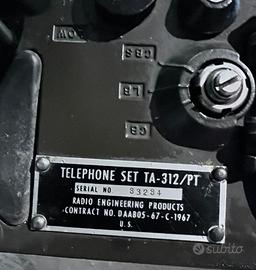 CBS
LB
CB
TELEPHONE SET TA-312/PT
SERIAL NO 33234
RADIO ENGINEERING PRODUCTS
CONTRACT NO. DAAB05-67-C-1967
U.S.
subito